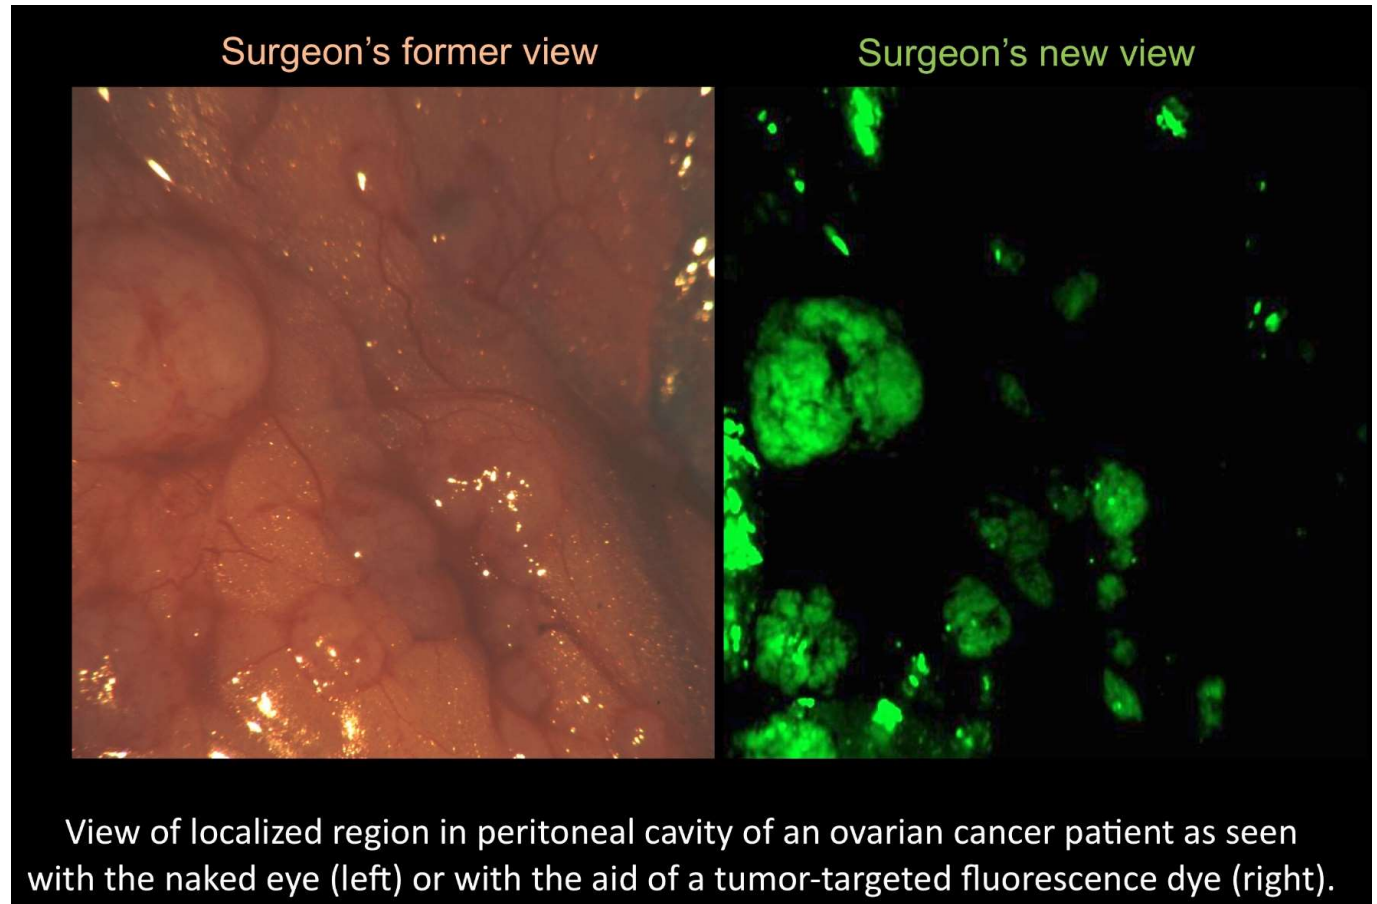 Surgeon's former view
Surgeon's new view
View of localized region in peritoneal cavity of an ovarian cancer patient as seen
with the naked eye (left) or with the aid of a tumor-targeted fluorescence dye (right).